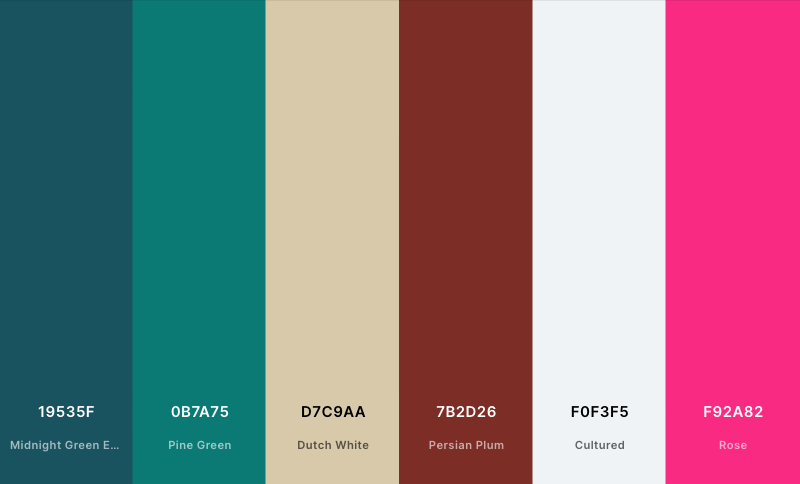 19535F 0B7A75 D7C9AA 7B2D26 F0F3F5 F92A82
Midnight Green E... Pine Green Dutch White Persian Plum Cultured Rose